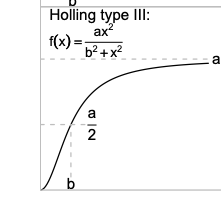 b
Holling type III:
f(x) = ax² / b² + x²
a
a
2
b